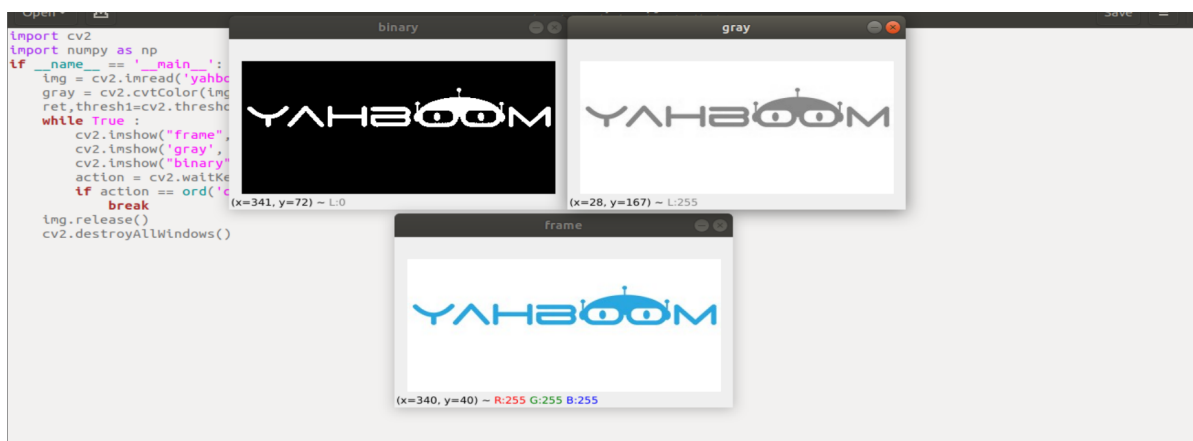 Open
Save
import cv2
import numpy as np
if __name__ == '__main__':
img = cv2.imread('yahbo
gray = cv2.cvtColor(img
ret,thresh1=cv2.thresho
while True :
cv2.imshow("frame",
cv2.imshow('gray',
cv2.imshow("binary"
action = cv2.waitKe
if action == ord('q
break
img.release()
cv2.destroyAllWindows()
binary
YAHBOOM
(x=341, y=72) ~ L:0
gray
YAHBOOM
(x=28, y=167) ~ L:255
frame
YAHBOOM
(x=340, y=40) ~ R:255 G:255 B:255